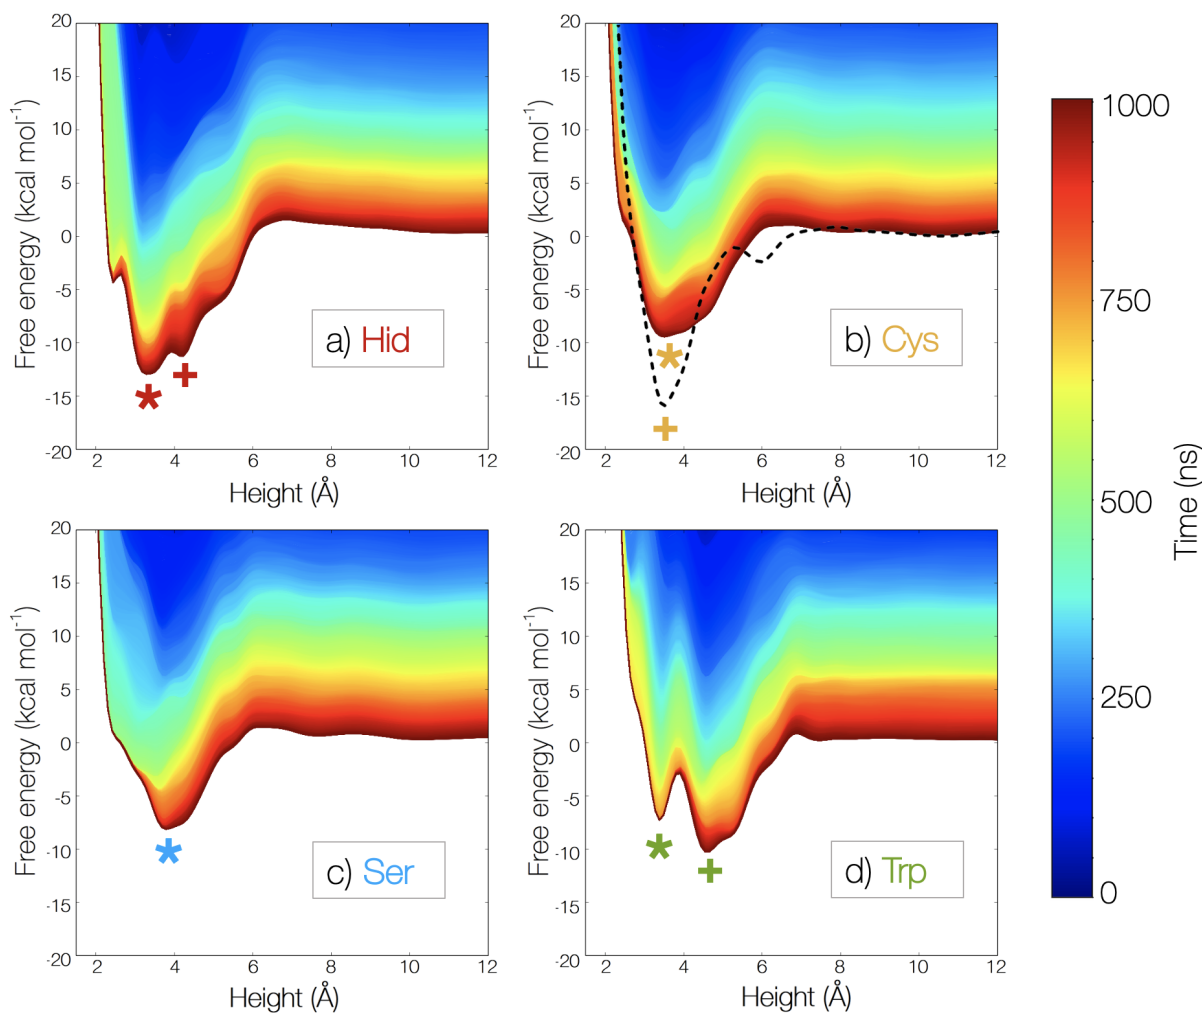 20
15
10
5
0
-5
-10
-15
-20
2 4 6 8 10 12
Free energy (kcal mol-1)
Height (Å)
a) Hid
*
+
20
15
10
5
0
-5
-10
-15
-20
2 4 6 8 10 12
Free energy (kcal mol-1)
Height (Å)
b) Cys
*
+
20
15
10
5
0
-5
-10
-15
-20
2 4 6 8 10 12
Free energy (kcal mol-1)
Height (Å)
c) Ser
*
20
15
10
5
0
-5
-10
-15
-20
2 4 6 8 10 12
Free energy (kcal mol-1)
Height (Å)
d) Trp
*
+
1000
750
500
250
0
Time (ns)